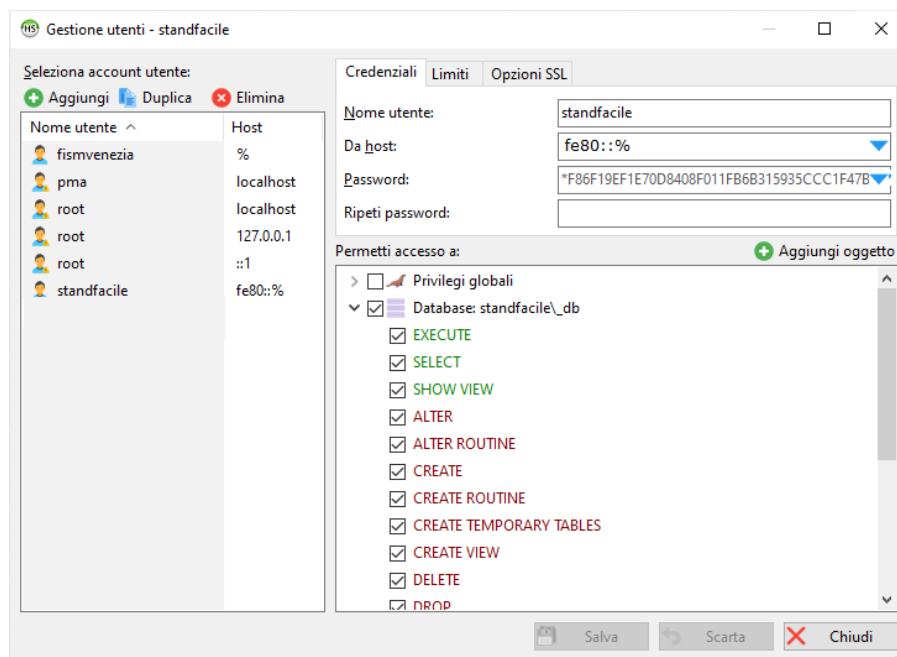 HS Gestione utenti - standfacile
Seleziona account utente:
Aggiungi Duplica Elimina
Nome utente Host
fismvenezia %
pma localhost
root localhost
root 127.0.0.1
root ::1
standfacile fe80::%
Credenziali Limiti Opzioni SSL
Nome utente: standfacile
Da host: fe80::%
Password: *F86F19EF1E70D8408F011FB6B315935CCC1F47B
Ripeti password:
Permetti accesso a: Aggiungi oggetto
Privilegi globali
Database: standfacile\_db
EXECUTE
SELECT
SHOW VIEW
ALTER
ALTER ROUTINE
CREATE
CREATE ROUTINE
CREATE TEMPORARY TABLES
CREATE VIEW
DELETE
DROP
Salva Scarta Chiudi